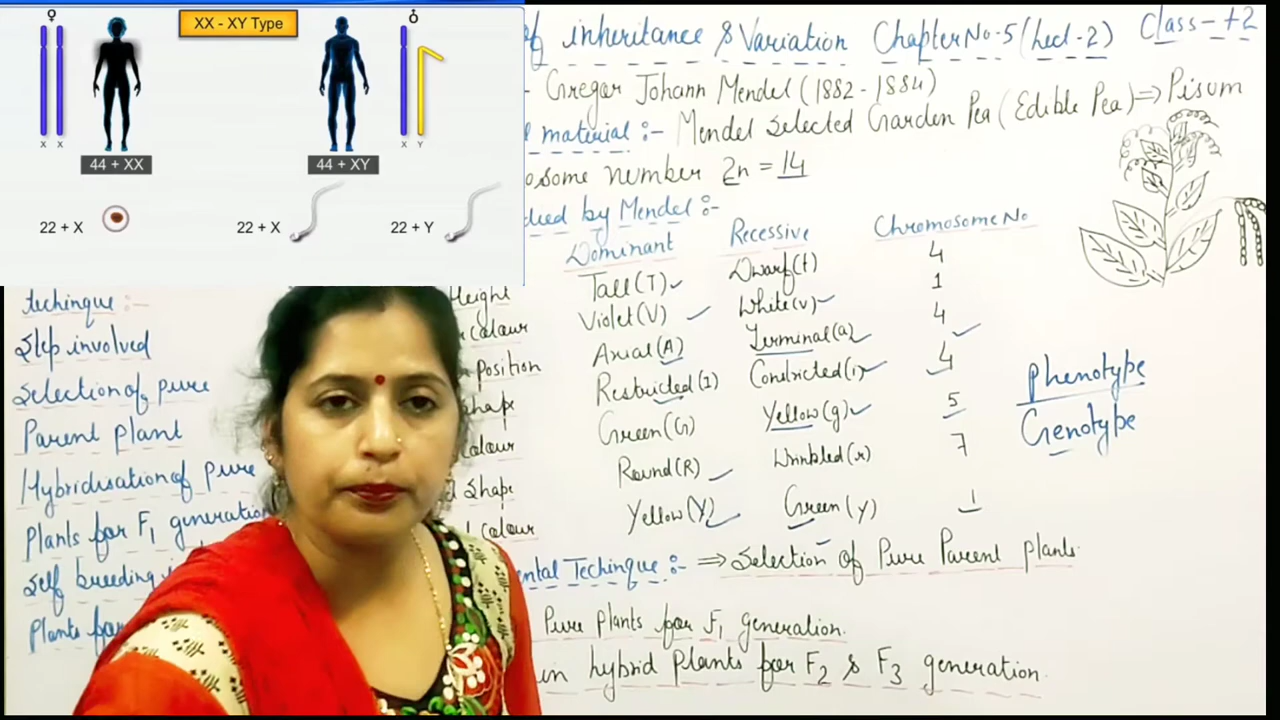 XX - XY Type
♀
♂
X X
X Y
44 + XX
44 + XY
22 + X
22 + X
22 + Y
of inheritance & Variation Chapter No-5 (Lect-2) Class-+2
- Gregor Johann Mendel (1882-1884)
material :- Mendel Selected Garden Pea (Edible Pea) => Pisum
some number 2n = 14
died by Mendel :-
Dominant Recessive Chromosome No
Height Tall (T) Dwarf (t) 4
Colour Violet (V) White (v) 1
Position Axial (A) Terminal (a) 4
shape Restricted (I) Constricted (i) 4
Colour Green (G) Yellow (g) 5
Shape Round (R) Wrinkled (r) 7
Colour Yellow (Y) Green (y) 1
Phenotype
Genotype
Techinque :-
Step involved
Selection of pure
Parent plant
Hybridisation of pure
Plants for F1 generation
Self breeding
Plants for
ental Techinque :- => Selection of Pure Parent plants
Pure plants for F1 generation.
in hybrid plants for F2 & F3 generation.